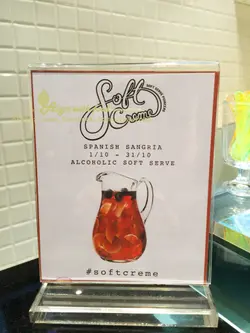 Soft
Creme
SPANISH SANGRIA
1/10 - 31/10
ALCOHOLIC SOFT SERVE
#softcreme